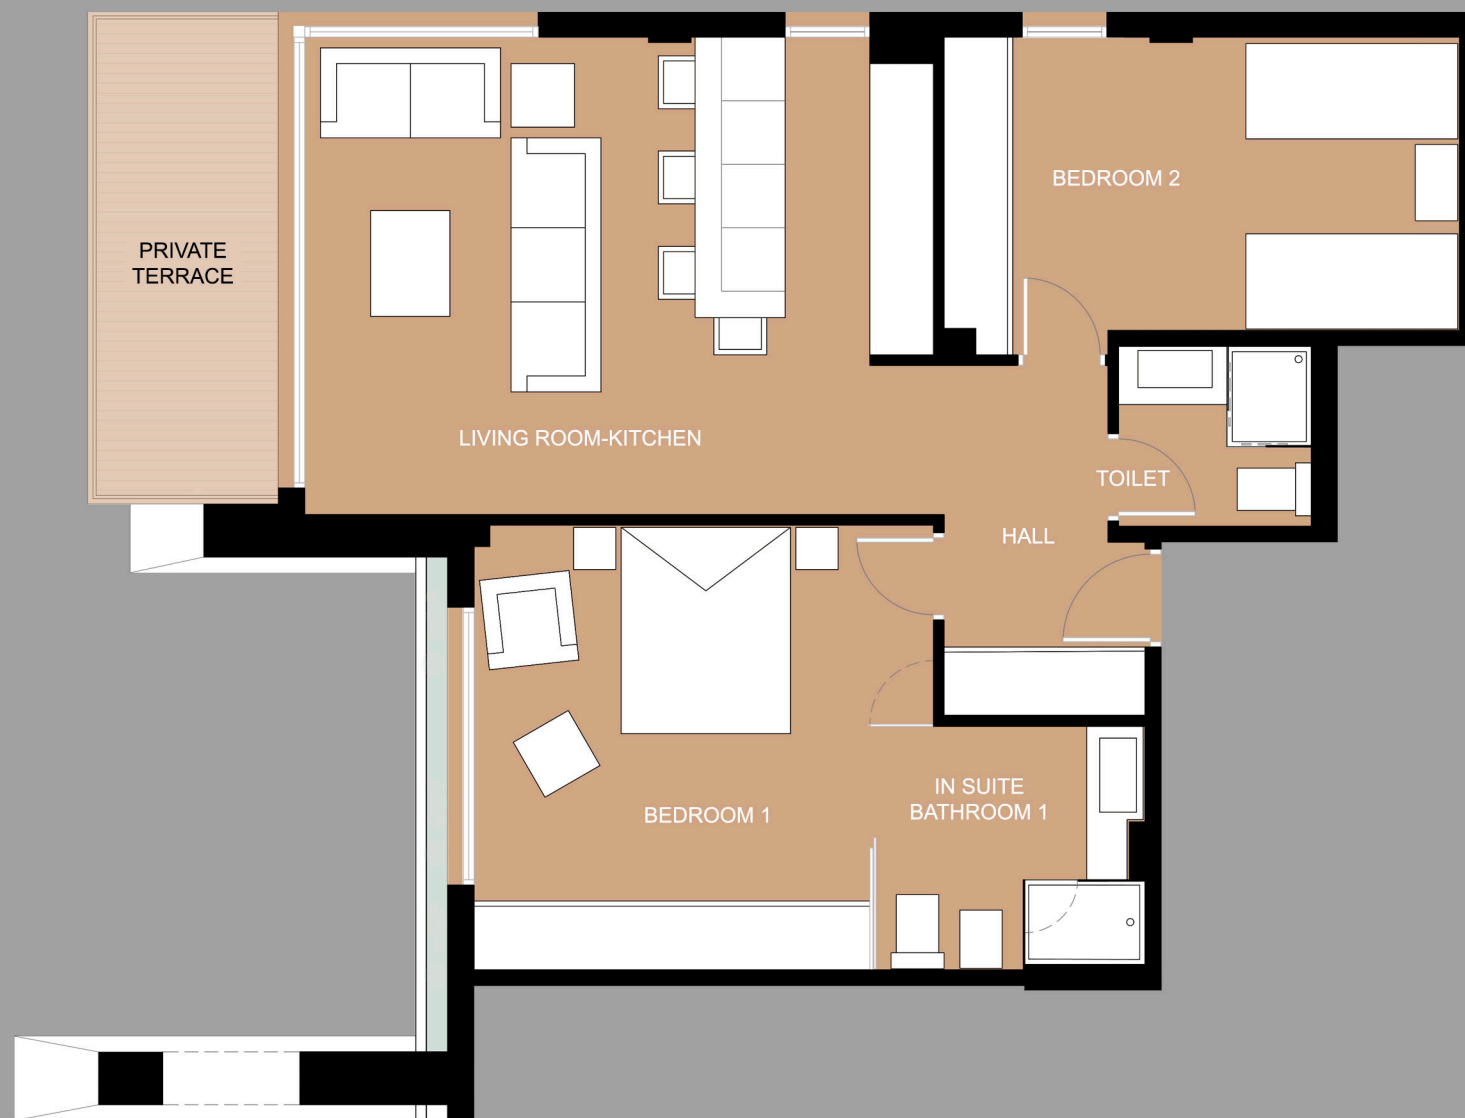 BEDROOM 2
PRIVATE
TERRACE
LIVING ROOM-KITCHEN
TOILET
HALL
IN SUITE
BATHROOM 1
BEDROOM 1